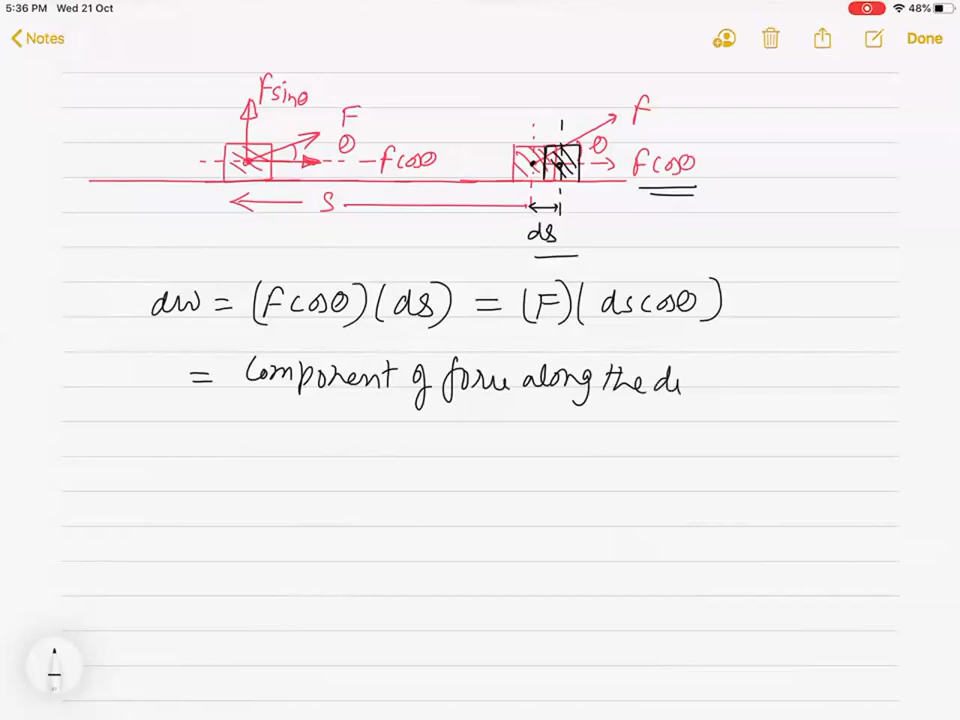 5:36 PM Wed 21 Oct
48%
Notes
Done
Fsinθ
F
θ
Fcosθ
f
θ
fcosθ
S
ds
dw = (fcosθ)(ds) = (F)(dscosθ)
= Component of force along the di